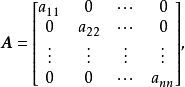 A = [a₁₁ 0 ⋯ 0
0 a₂₂ ⋯ 0
⋮ ⋮ ⋮ ⋮
0 0 ⋯ aₙₙ],